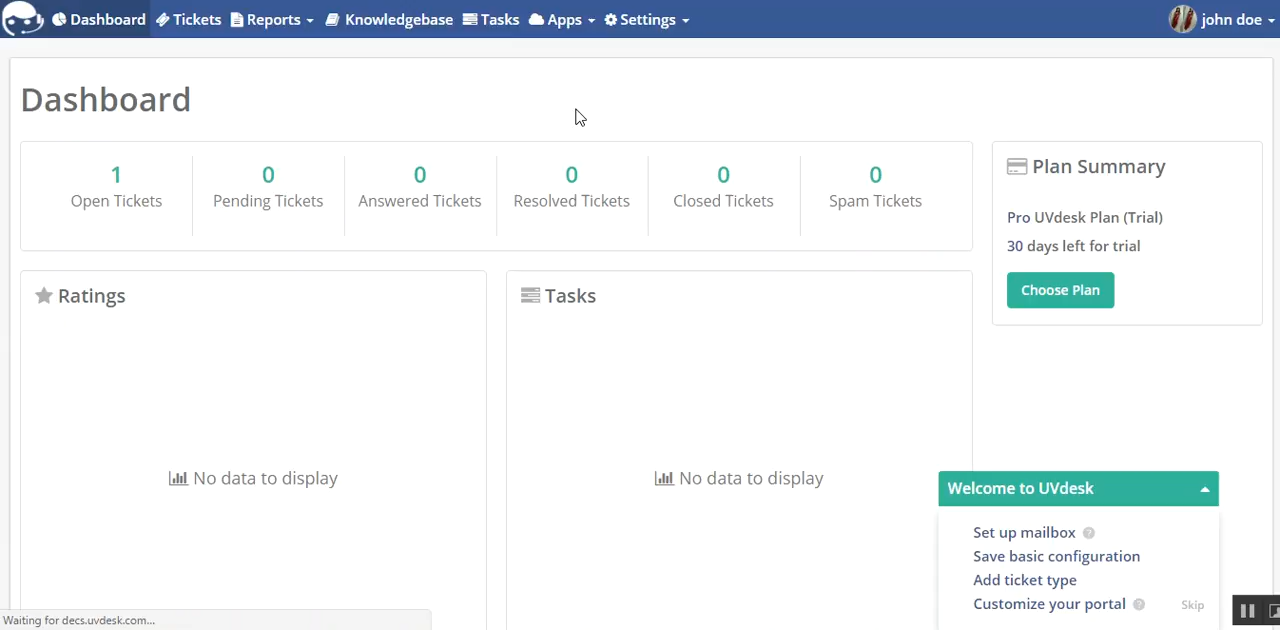 Dashboard Tickets Reports Knowledgebase Tasks Apps Settings john doe
Dashboard
1 0 0 0 0 0
Open Tickets Pending Tickets Answered Tickets Resolved Tickets Closed Tickets Spam Tickets
Plan Summary
Pro UVdesk Plan (Trial)
30 days left for trial
Choose Plan
Ratings
No data to display
Tasks
No data to display
Welcome to UVdesk
Set up mailbox
Save basic configuration
Add ticket type
Customize your portal Skip
Waiting for decs.uvdesk.com...